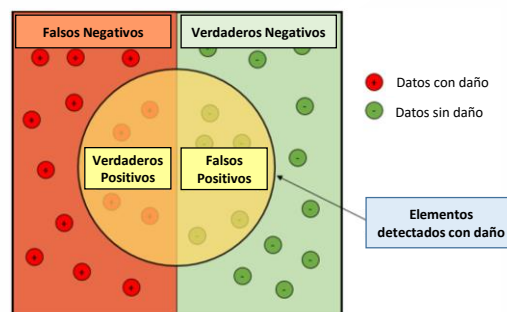 Falsos Negativos
Verdaderos Negativos
Datos con daño
Datos sin daño
Verdaderos
Positivos
Falsos
Positivos
Elementos
detectados con daño